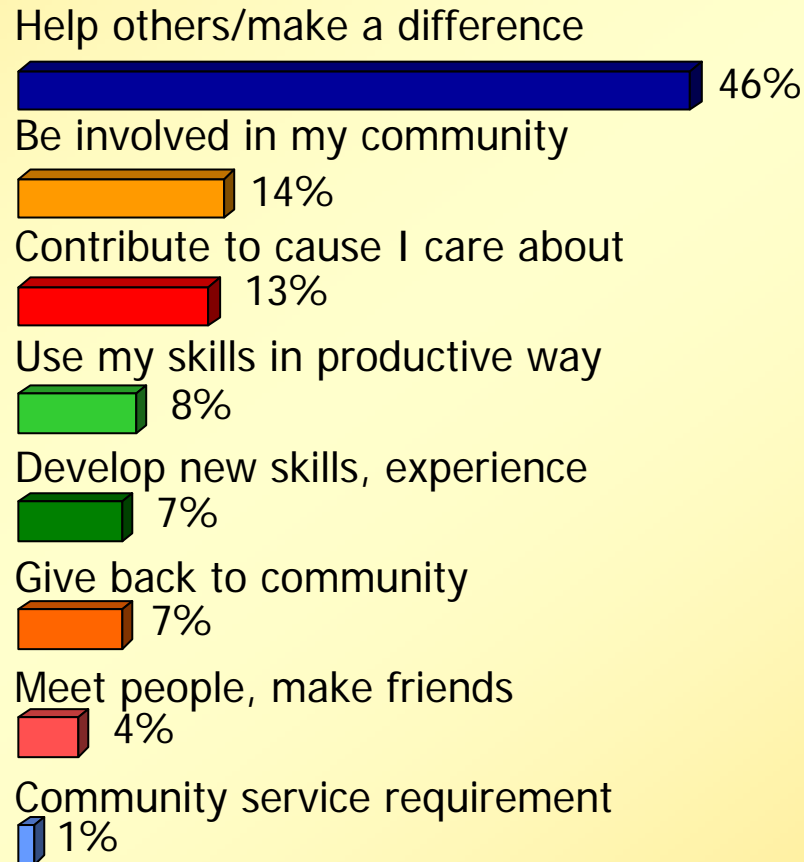 Help others/make a difference
46%
Be involved in my community
14%
Contribute to cause I care about
13%
Use my skills in productive way
8%
Develop new skills, experience
7%
Give back to community
7%
Meet people, make friends
4%
Community service requirement
1%